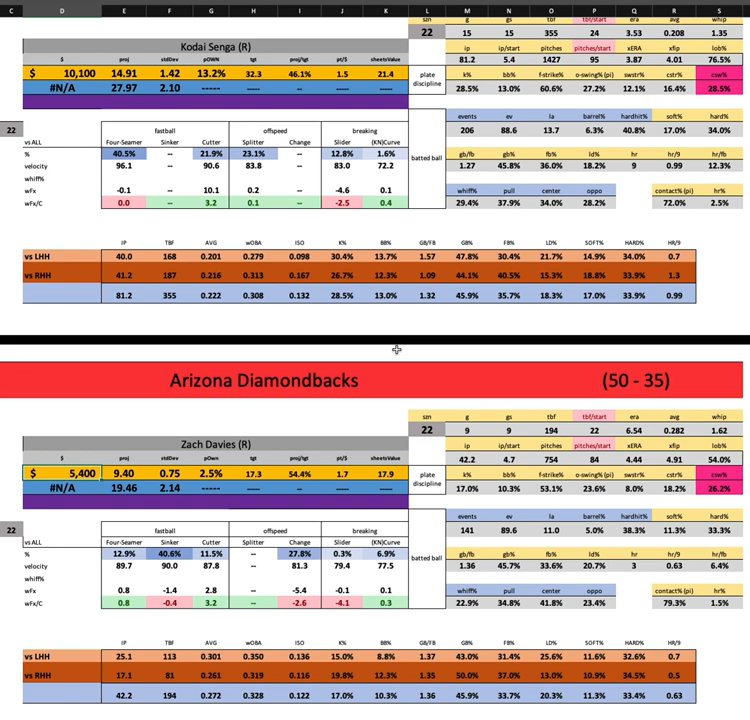 C D E F G H I J K L M N O P Q R S
szn g gs tbf tbf/start era avg whip
22 15 15 355 24 3.53 0.208 1.35
Kodai Senga (R) ip ip/start pitches pitches/start xERA xfip lob%
$ proj stdDev pOWN tgt proj/tgt pt/$ sheetsValue 81.2 5.4 1427 95 3.87 4.01 76.5%
$ 10,100 14.91 1.42 13.2% 32.3 46.1% 1.5 21.4 plate discipline k% bb% f-strike% o-swing% (pi) swstr% cstr% csw%
#N/A 27.97 2.10 ----- ----- -- ---- ----- 28.5% 13.0% 60.6% 27.2% 12.1% 16.4% 28.5%
events ev la barrel% hardhit% soft% hard%
22 fastball offspeed breaking 206 88.6 13.7 6.3% 40.8% 17.0% 34.0%
vs ALL Four-Seamer Sinker Cutter Splitter Change Slider (KN)Curve
% 40.5% -- 21.9% 23.1% -- 12.8% 1.6% batted ball gb/fb gb% fb% ld% hr hr/9 hr/fb
velocity 96.1 -- 90.6 83.8 -- 83.0 72.2 1.27 45.8% 36.0% 18.2% 9 0.99 12.3%
whiff%
wFx -0.1 10.1 0.2 -4.6 0.1 whiff% pull center oppo contact% (pi) hr%
wFx/C 0.0 -- 3.2 0.1 -- -2.5 0.4 29.4% 37.9% 34.0% 28.2% 72.0% 2.5%
IP TBF AVG wOBA ISO K% BB% GB/FB GB% FB% LD% SOFT% HARD% HR/9
vs LHH 40.0 168 0.201 0.279 0.098 30.4% 13.7% 1.57 47.8% 30.4% 21.7% 14.9% 34.0% 0.7
vs RHH 41.2 187 0.216 0.313 0.167 26.7% 12.3% 1.09 44.1% 40.5% 15.3% 18.8% 33.9% 1.3
81.2 355 0.222 0.308 0.132 28.5% 13.0% 1.32 45.9% 35.7% 18.3% 17.0% 33.9% 0.99
Arizona Diamondbacks (50 - 35)
szn g gs tbf tbf/start era avg whip
22 9 9 194 22 6.54 0.282 1.62
Zach Davies (R) ip ip/start pitches pitches/start xERA xfip lob%
$ proj stdDev pOwn tgt proj/tgt pt/$ sheetsValue 42.2 4.7 754 84 4.44 4.91 54.0%
$ 5,400 9.40 0.75 2.5% 17.3 54.4% 1.7 17.9 plate discipline k% bb% f-strike% o-swing% (pi) swstr% cstr% csw%
#N/A 19.46 2.14 ----- ----- -- ---- ----- 17.0% 10.3% 53.1% 23.6% 8.0% 18.2% 26.2%
events ev la barrel% hardhit% soft% hard%
22 fastball offspeed breaking 141 89.6 11.0 5.0% 38.3% 11.3% 33.3%
vs ALL Four-Seamer Sinker Cutter Splitter Change Slider (KN)Curve
% 12.9% 40.6% 11.5% -- 27.8% 0.3% 6.9% batted ball gb/fb gb% fb% ld% hr hr/9 hr/fb
velocity 89.7 90.0 87.8 -- 81.3 79.4 77.5 1.36 45.7% 33.6% 20.7% 3 0.63 6.4%
whiff%
wFx 0.8 -1.4 2.8 -5.4 -0.1 0.1 whiff% pull center oppo contact% (pi) hr%
wFx/C 0.8 -0.4 3.2 -- -2.6 -4.1 0.3 22.9% 34.8% 41.8% 23.4% 79.3% 1.5%
IP TBF AVG wOBA ISO K% BB% GB/FB GB% FB% LD% SOFT% HARD% HR/9
vs LHH 25.1 113 0.301 0.350 0.136 15.0% 8.8% 1.37 43.0% 31.4% 25.6% 11.6% 32.6% 0.7
vs RHH 17.1 81 0.261 0.319 0.116 19.8% 12.3% 1.35 50.0% 37.0% 13.0% 10.9% 34.5% 0.5
42.2 194 0.272 0.328 0.122 17.0% 10.3% 1.36 45.9% 33.7% 20.3% 11.3% 33.4% 0.63